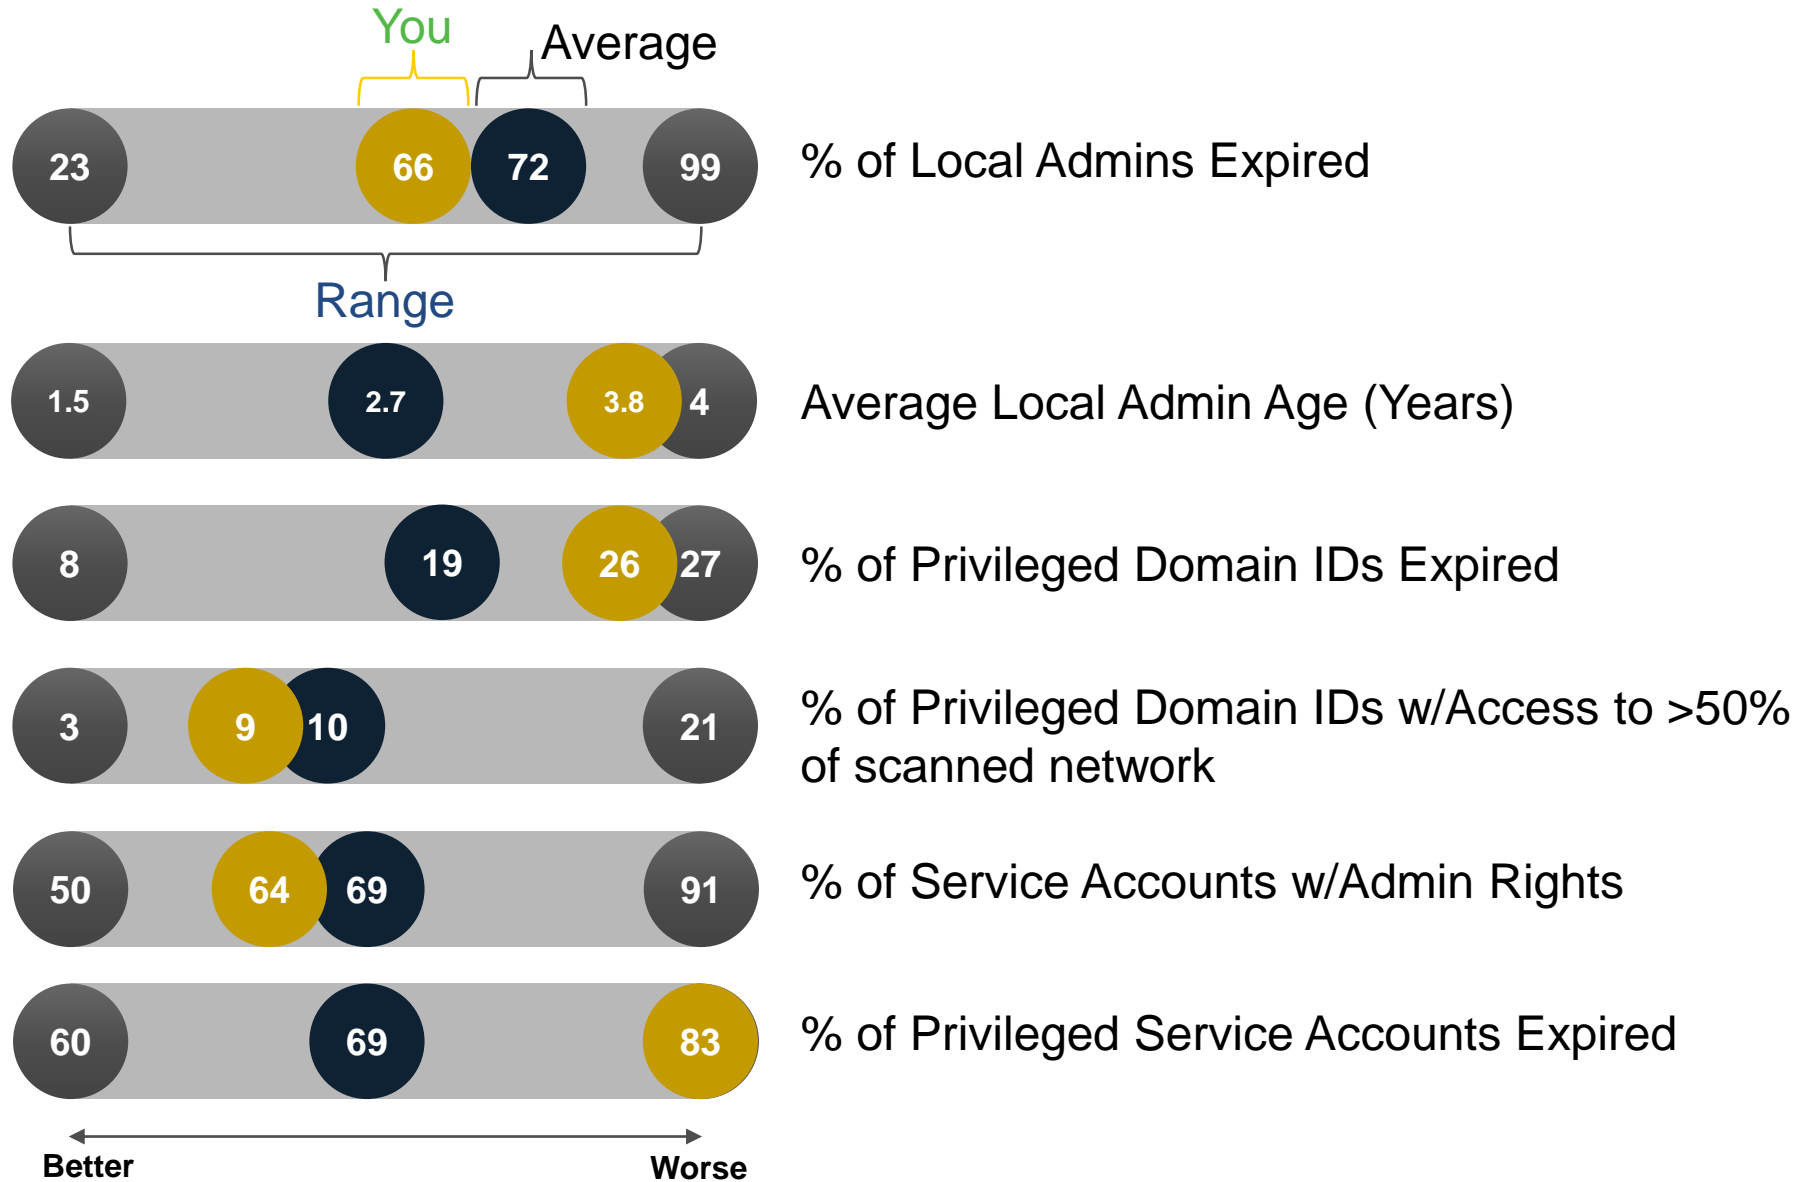 You
Average
23 66 72 99
% of Local Admins Expired
Range
1.5 2.7 3.8 4
Average Local Admin Age (Years)
8 19 26 27
% of Privileged Domain IDs Expired
3 9 10 21
% of Privileged Domain IDs w/Access to >50%
of scanned network
50 64 69 91
% of Service Accounts w/Admin Rights
60 69 83
% of Privileged Service Accounts Expired
Better
Worse